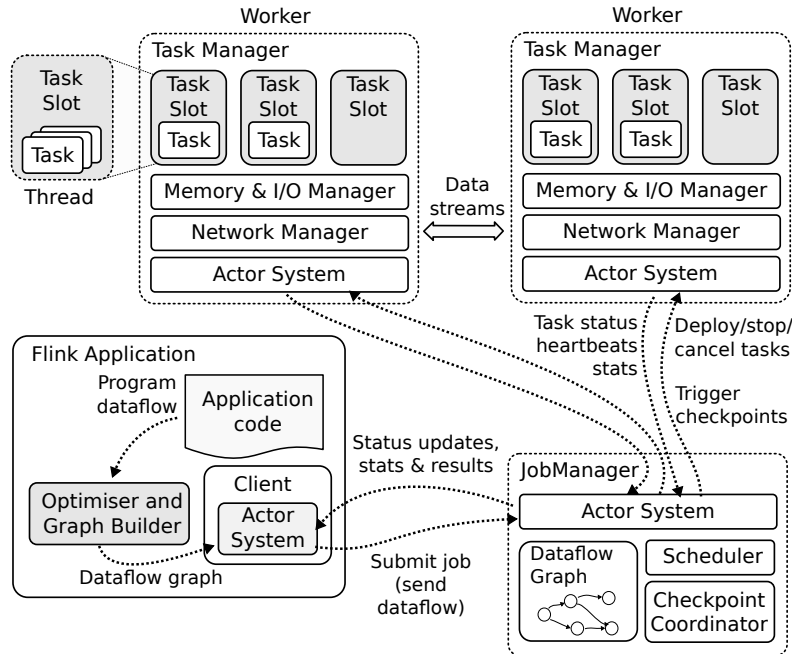 Worker
Task Manager
Task
Slot
Task
Thread
Task
Slot
Task
Task
Slot
Task
Task
Slot
Memory & I/O Manager
Network Manager
Actor System
Data
streams
Worker
Task Manager
Task
Slot
Task
Task
Slot
Task
Task
Slot
Memory & I/O Manager
Network Manager
Actor System
Task status
heartbeats
stats
Deploy/stop/
cancel tasks
Trigger
checkpoints
Flink Application
Program
dataflow
Application
code
Optimiser and
Graph Builder
Client
Actor
System
Dataflow graph
Status updates,
stats & results
Submit job
(send
dataflow)
JobManager
Actor System
Dataflow
Graph
Scheduler
Checkpoint
Coordinator